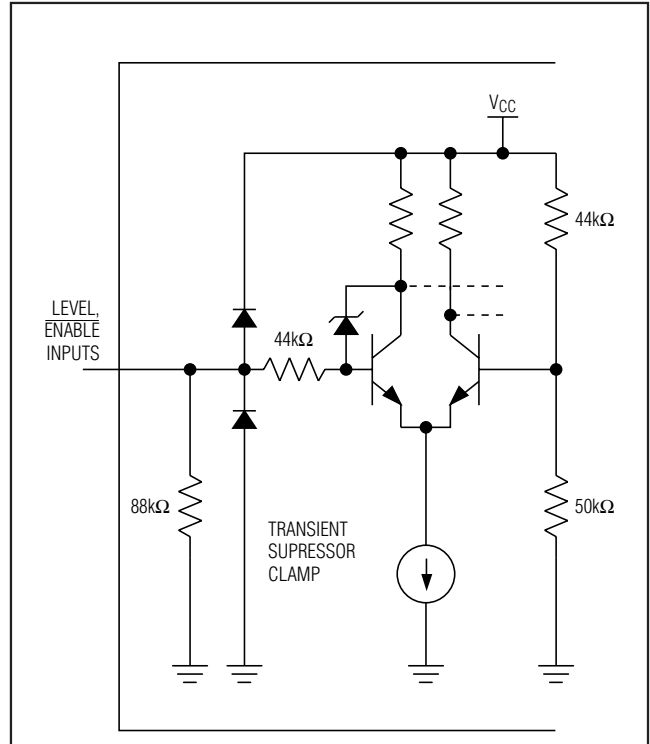 VCC
44kΩ
LEVEL,
ENABLE
INPUTS
44kΩ
88kΩ
50kΩ
TRANSIENT
SUPRESSOR
CLAMP